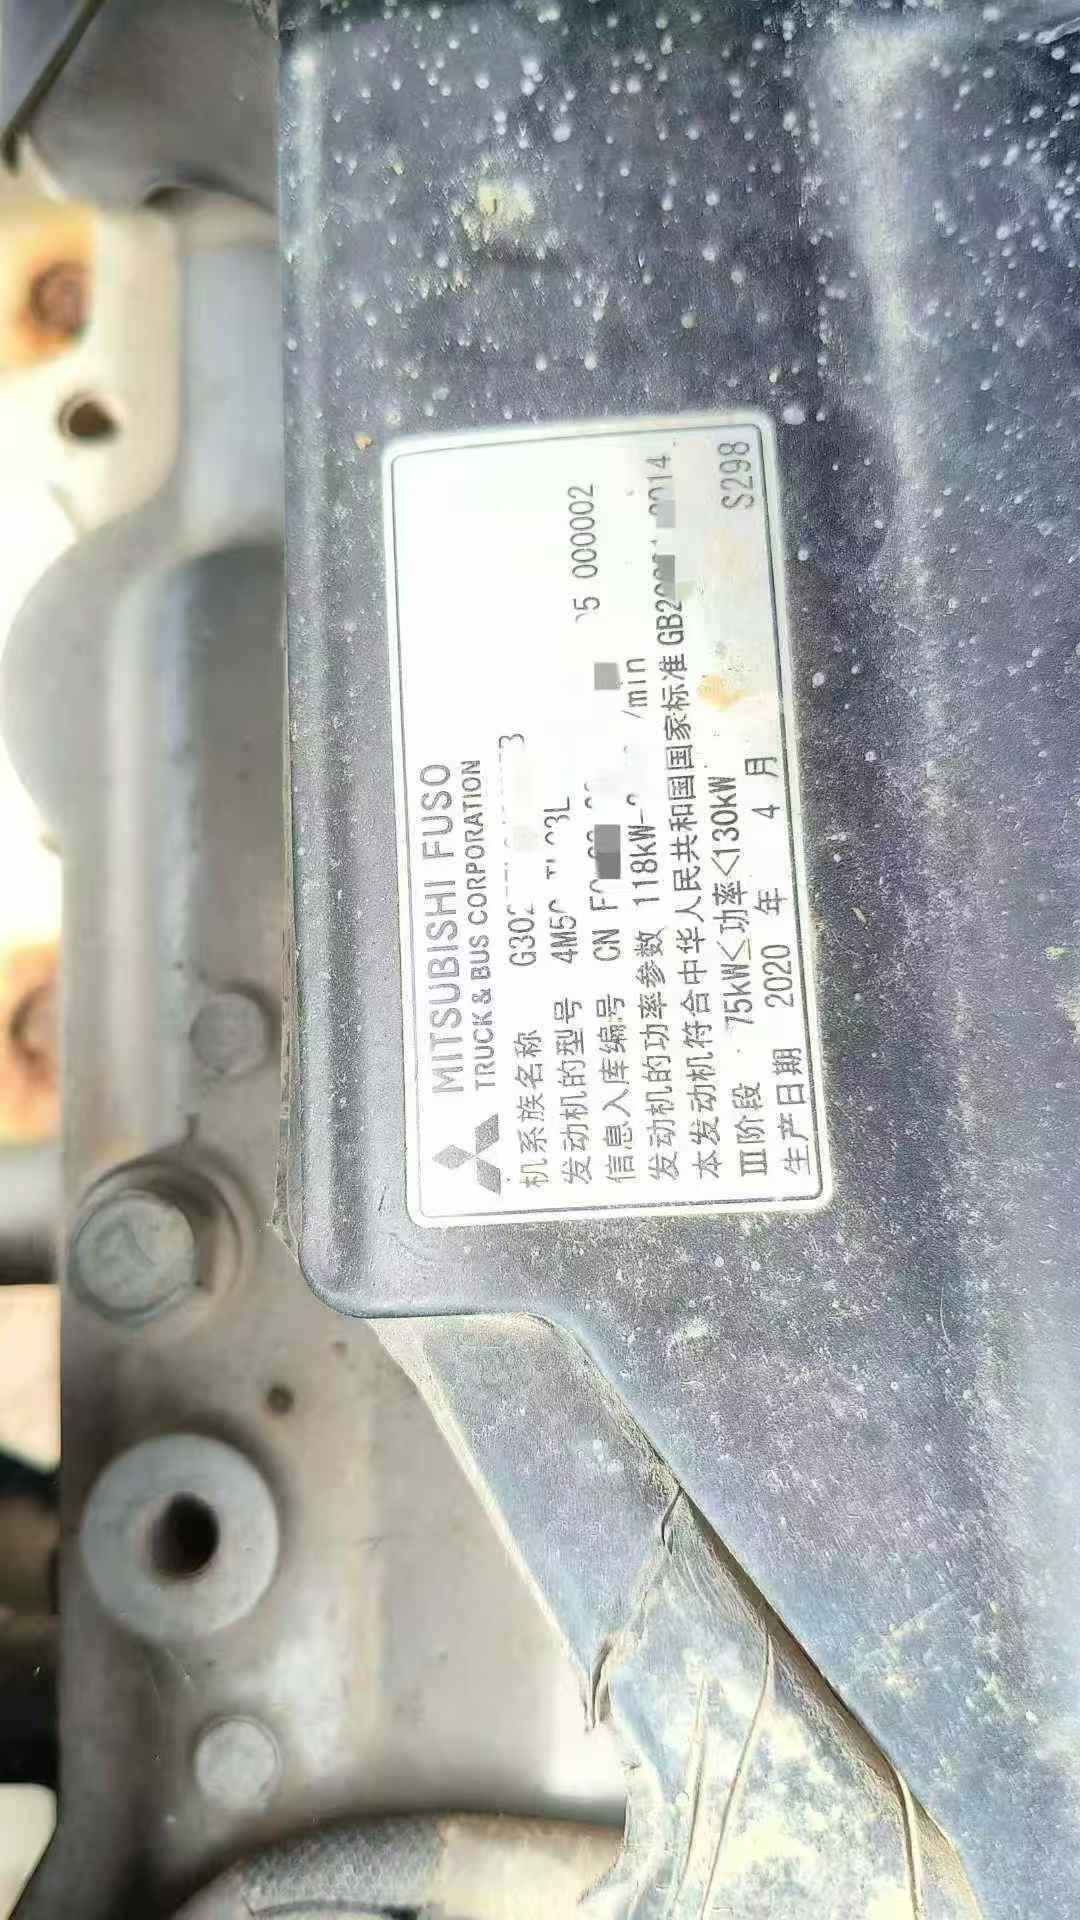 MITSUBISHI FUSO
TRUCK & BUS CORPORATION
机系族名称
发动机的型号
信息入库编号 CN 000002
发动机的功率参数 118kW /min
本发动机符合中华人民共和国国家标准
III阶段 75kW≤功率<130kW
生产日期 2020 年 4 月 S298